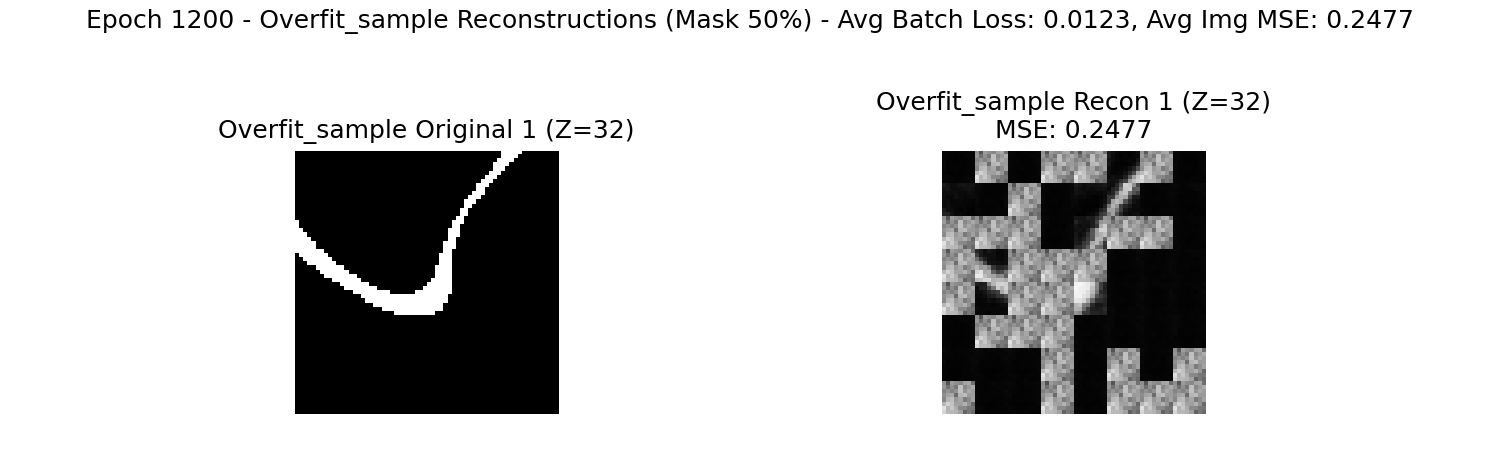 Epoch 1200 - Overfit_sample Reconstructions (Mask 50%) - Avg Batch Loss: 0.0123, Avg Img MSE: 0.2477
Overfit_sample Original 1 (Z=32)
Overfit_sample Recon 1 (Z=32)
MSE: 0.2477